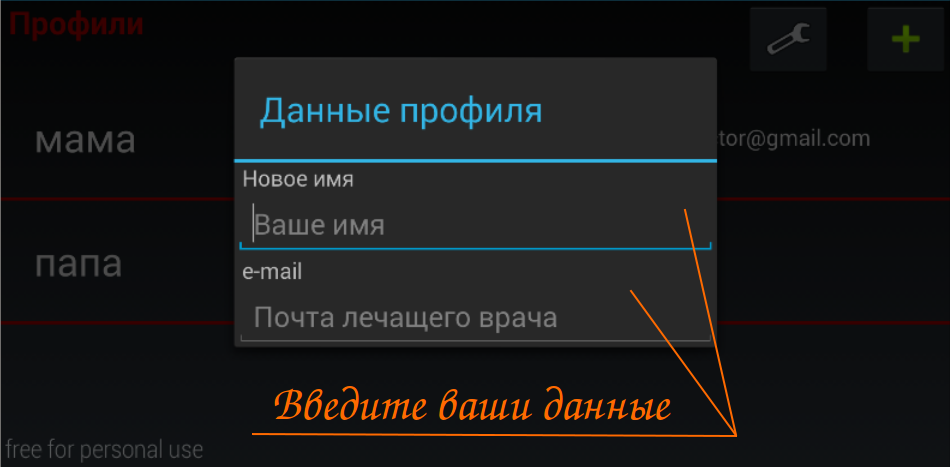 Профили
Данные профиля
мама
tor@gmail.com
Новое имя
Ваше имя
папа
e-mail
Почта лечащего врача
Введите ваши данные
free for personal use